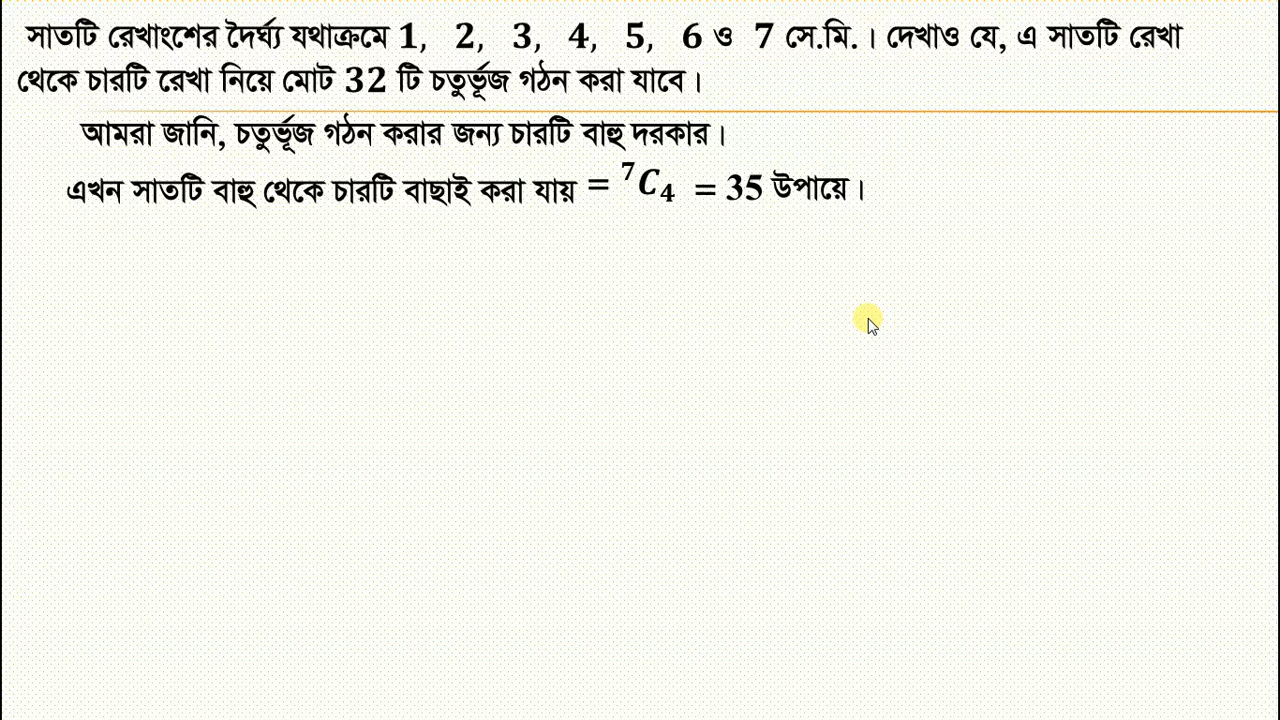 সাতটি রেখাংশের দৈর্ঘ্য যথাক্রমে 1, 2, 3, 4, 5, 6 ও 7 সে.মি.। দেখাও যে, এ সাতটি রেখা
থেকে চারটি রেখা নিয়ে মোট 32 টি চতুর্ভূজ গঠন করা যাবে।
আমরা জানি, চতুর্ভূজ গঠন করার জন্য চারটি বাহু দরকার।
এখন সাতটি বাহু থেকে চারটি বাছাই করা যায় = ⁷C₄ = 35 উপায়ে।